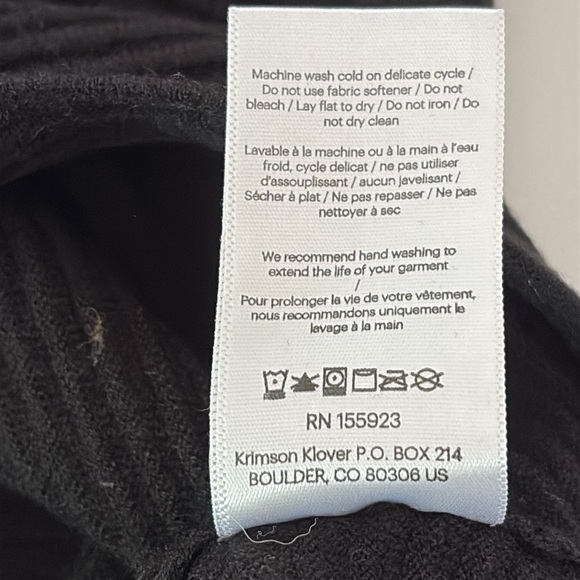 Machine wash cold on delicate cycle /
Do not use fabric softener / Do not
bleach / Lay flat to dry / Do not iron / Do
not dry clean
Lavable à la machine ou à la main à l'eau
froid, cycle delicat / ne pas utiliser
d'assouplissant / aucun javelisant /
Sécher à plat / Ne pas repasser / Ne pas
nettoyer à sec
We recommend hand washing to
extend the life of your garment
/
Pour prolonger la vie de votre vêtement,
nous recommandons uniquement le
lavage à la main
RN 155923
Krimson Klover P.O. BOX 214
BOULDER, CO 80306 US